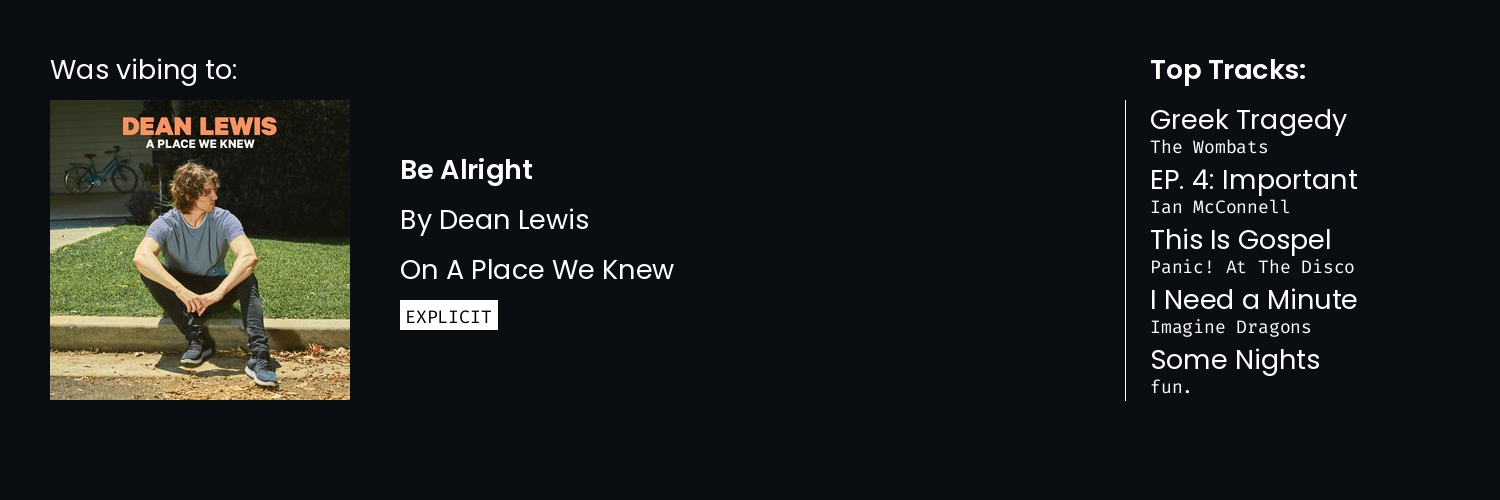 Was vibing to:
DEAN LEWIS
A PLACE WE KNEW
Be Alright
By Dean Lewis
On A Place We Knew
EXPLICIT
Top Tracks:
Greek Tragedy
The Wombats
EP. 4: Important
Ian McConnell
This Is Gospel
Panic! At The Disco
I Need a Minute
Imagine Dragons
Some Nights
fun.